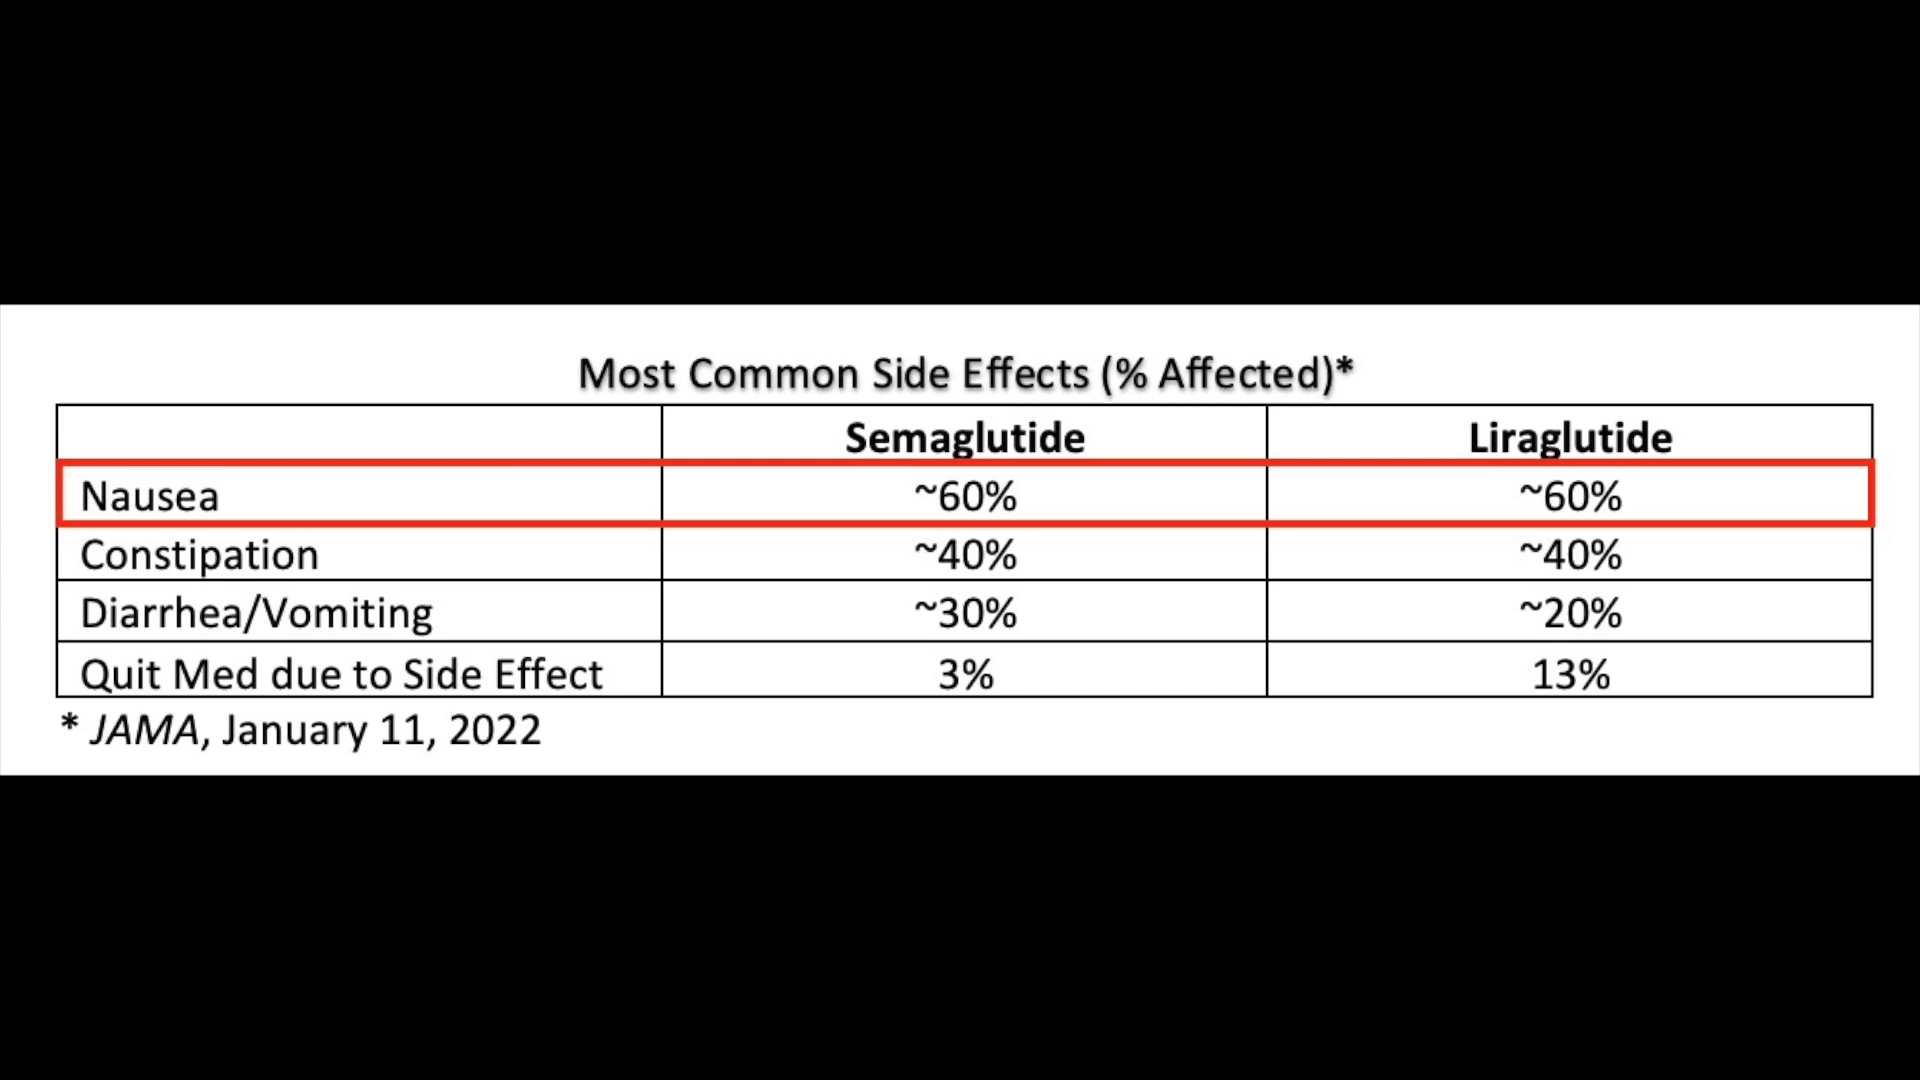 Most Common Side Effects (% Affected)*
Semaglutide Liraglutide
Nausea ~60% ~60%
Constipation ~40% ~40%
Diarrhea/Vomiting ~30% ~20%
Quit Med due to Side Effect 3% 13%
* JAMA, January 11, 2022